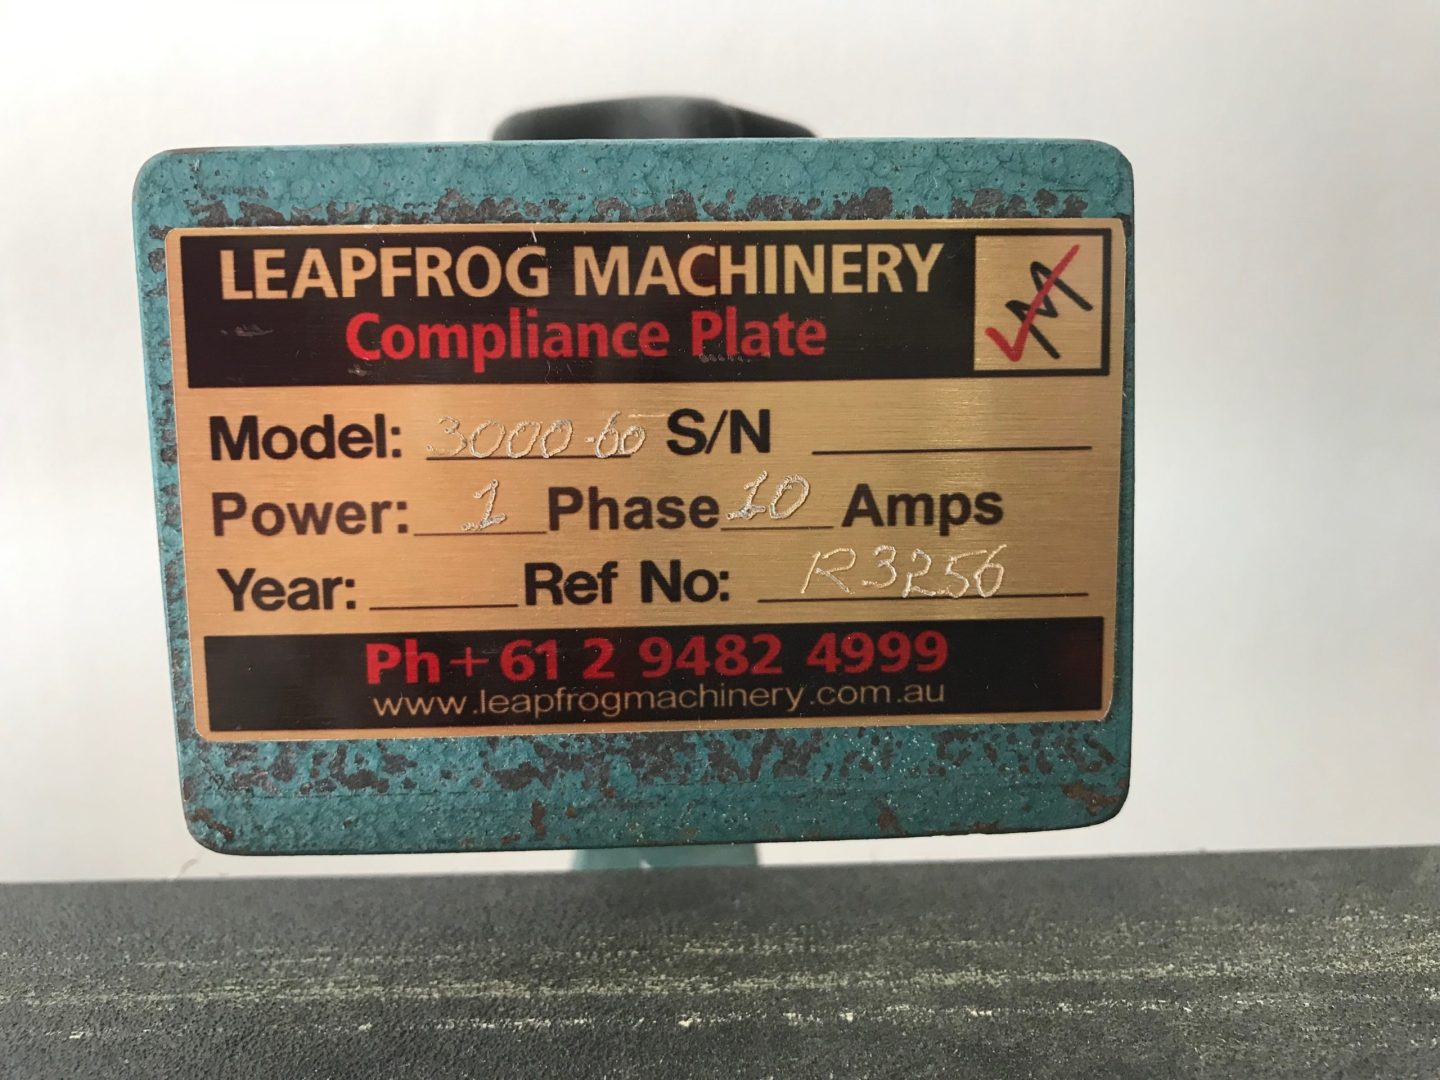 LEAPFROG MACHINERY
Compliance Plate
M
Model: 3000-60 S/N
Power: 1 Phase 10 Amps
Year: Ref No: R3256
Ph+61 2 9482 4999
www.leapfrogmachinery.com.au